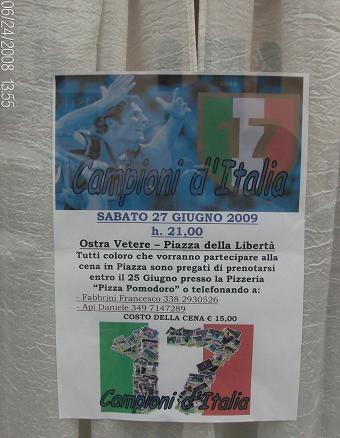 06/24/2008 13:55
17
Campioni d'Italia
SABATO 27 GIUGNO 2009
h. 21,00
Ostra Vetere – Piazza della Libertà
Tutti coloro che vorranno partecipare alla
cena in Piazza sono pregati di prenotarsi
entro il 25 Giugno presso la Pizzeria
"Pizza Pomodoro" o telefonando a:
- Fabbrini Francesco 338 2930526
- Api Daniele 349 7147289
COSTO DELLA CENA € 15,00
17
Campioni d'Italia